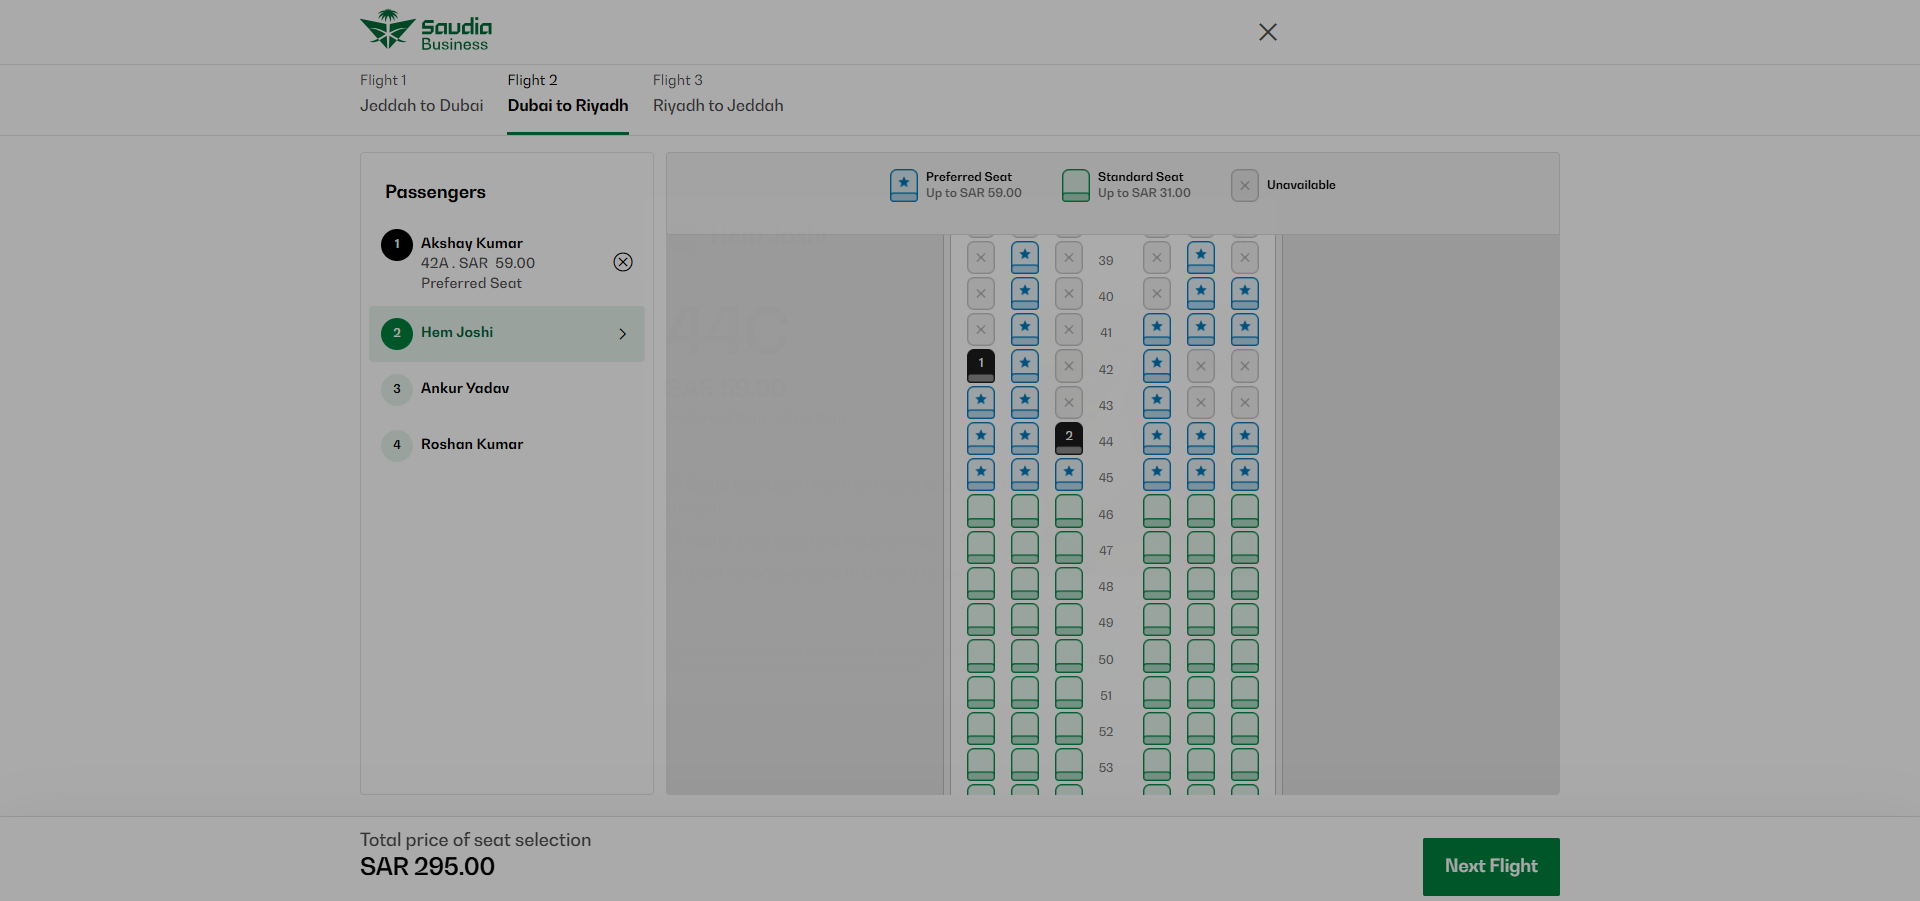 Saudia
Business
Flight 1
Jeddah to Dubai
Flight 2
Dubai to Riyadh
Flight 3
Riyadh to Jeddah
Passengers
1 Akshay Kumar
42A . SAR 59.00
Preferred Seat
2 Hem Joshi
3 Ankur Yadav
4 Roshan Kumar
Preferred Seat
Up to SAR 59.00
Standard Seat
Up to SAR 31.00
Unavailable
44C
SAR 59.00
39
40
41
1 42
43
2 44
45
46
47
48
49
50
51
52
53
Total price of seat selection
SAR 295.00
Next Flight